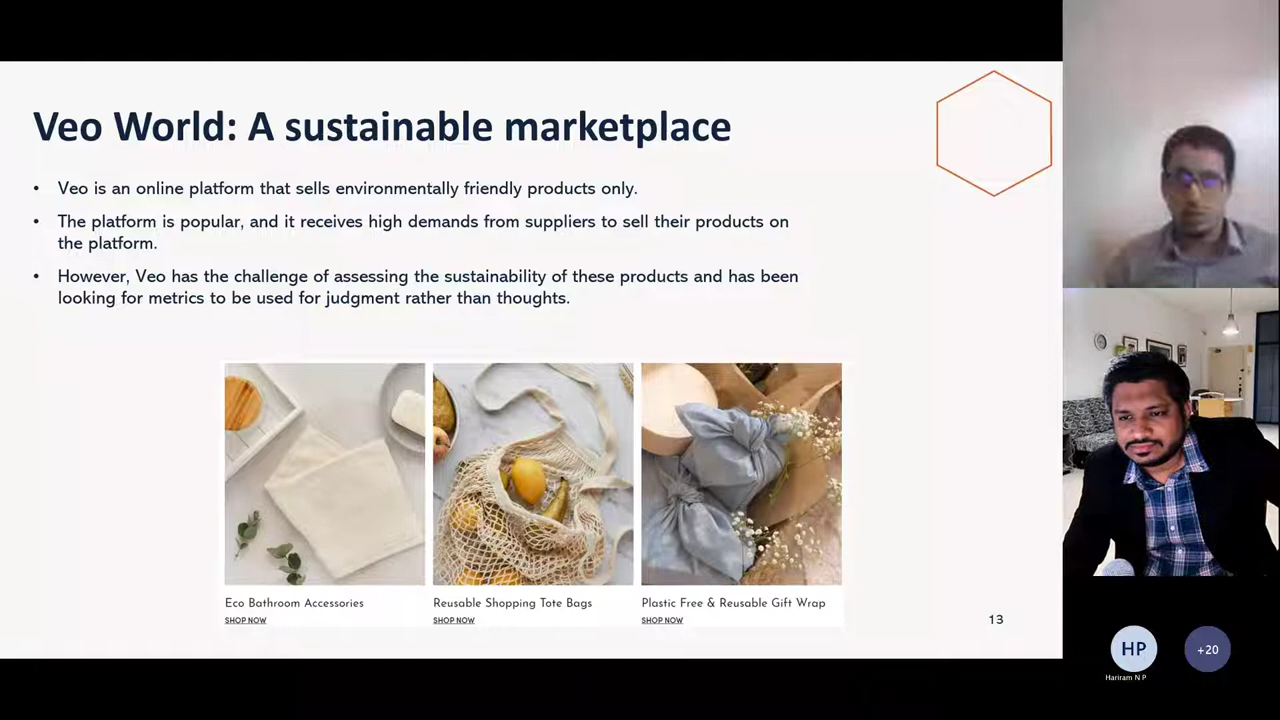 Veo World: A sustainable marketplace
• Veo is an online platform that sells environmentally friendly products only.
• The platform is popular, and it receives high demands from suppliers to sell their products on
the platform.
• However, Veo has the challenge of assessing the sustainability of these products and has been
looking for metrics to be used for judgment rather than thoughts.
Eco Bathroom Accessories
SHOP NOW
Reusable Shopping Tote Bags
SHOP NOW
Plastic Free & Reusable Gift Wrap
SHOP NOW
13
HP
Hariram N P
+20